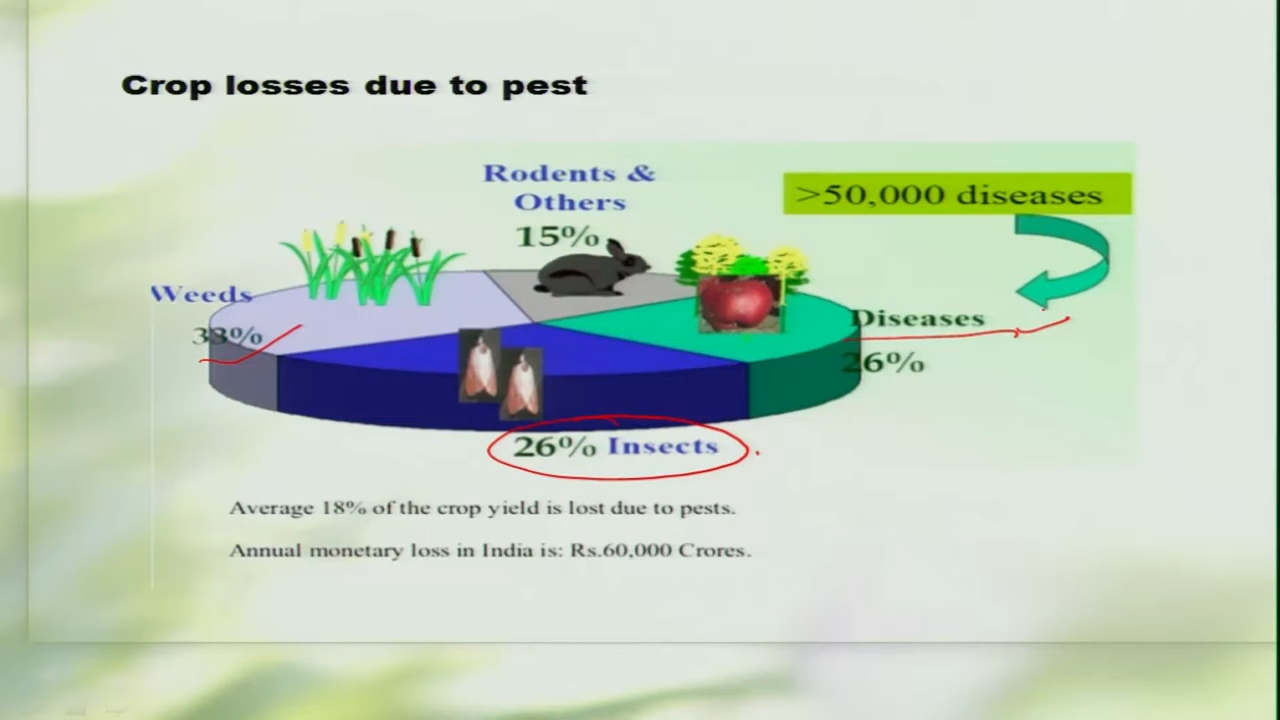 Crop losses due to pest
Rodents &
Others
15%
>50,000 diseases
Weeds
33%
Diseases
26%
26% Insects
Average 18% of the crop yield is lost due to pests.
Annual monetary loss in India is: Rs.60,000 Crores.